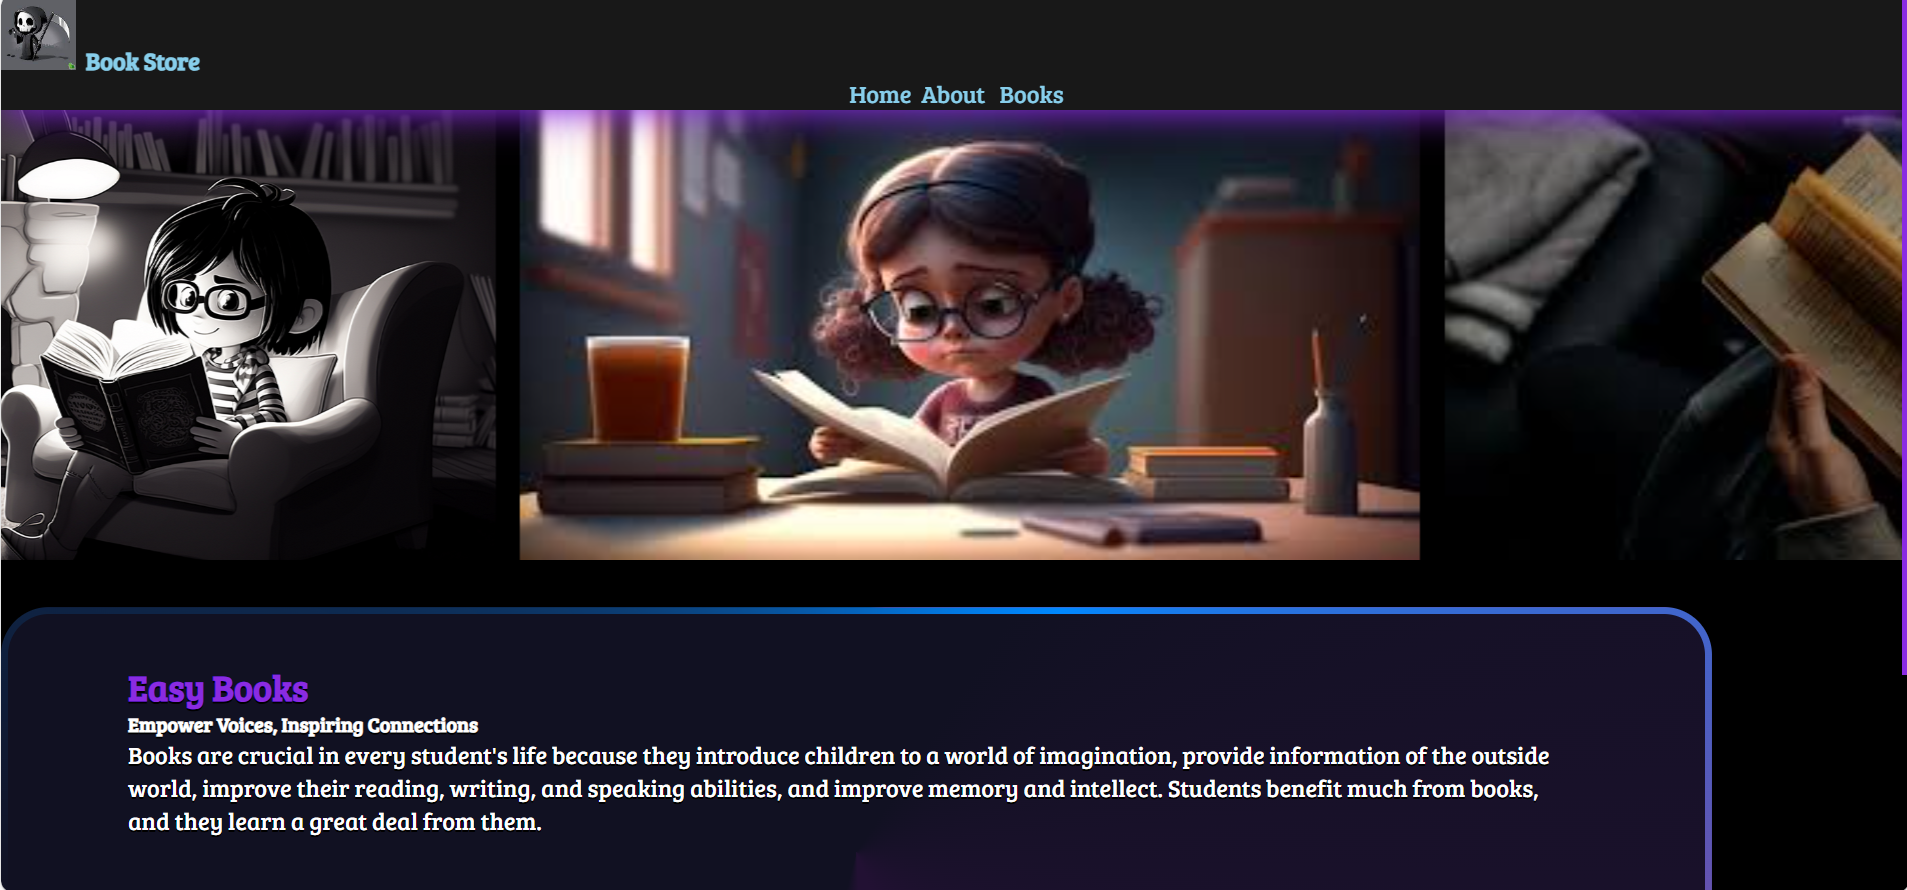 Book Store
Home About Books
Easy Books
Empower Voices, Inspiring Connections
Books are crucial in every student's life because they introduce children to a world of imagination, provide information of the outside
world, improve their reading, writing, and speaking abilities, and improve memory and intellect. Students benefit much from books,
and they learn a great deal from them.